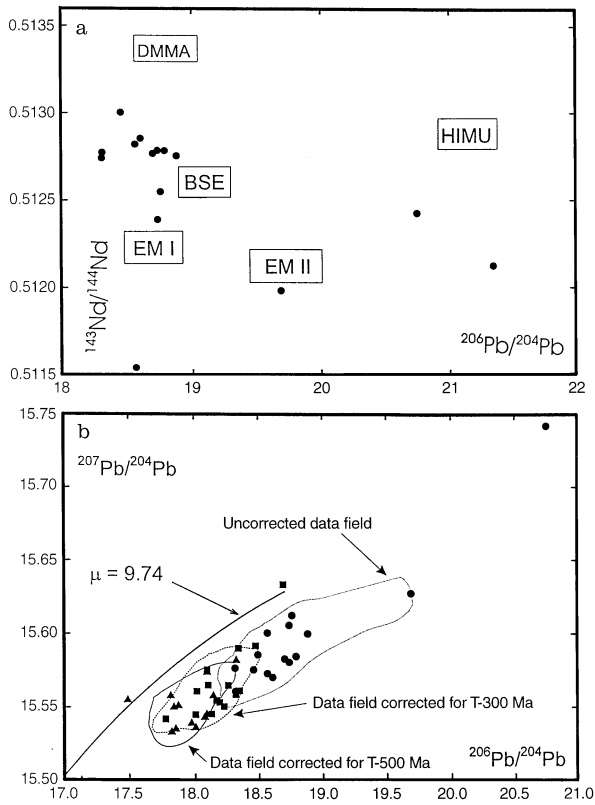 0.5135
a
DMMA
0.5130
HIMU
BSE
0.5125
EM I
EM II
0.5120
143Nd/144Nd
206Pb/204Pb
0.5115
18 19 20 21 22
15.75
b
207Pb/204Pb
15.70
Uncorrected data field
15.65
μ = 9.74
15.60
15.55
Data field corrected for T-300 Ma
Data field corrected for T-500 Ma
206Pb/204Pb
15.50
17.0 17.5 18.0 18.5 19.0 19.5 20.0 20.5 21.0